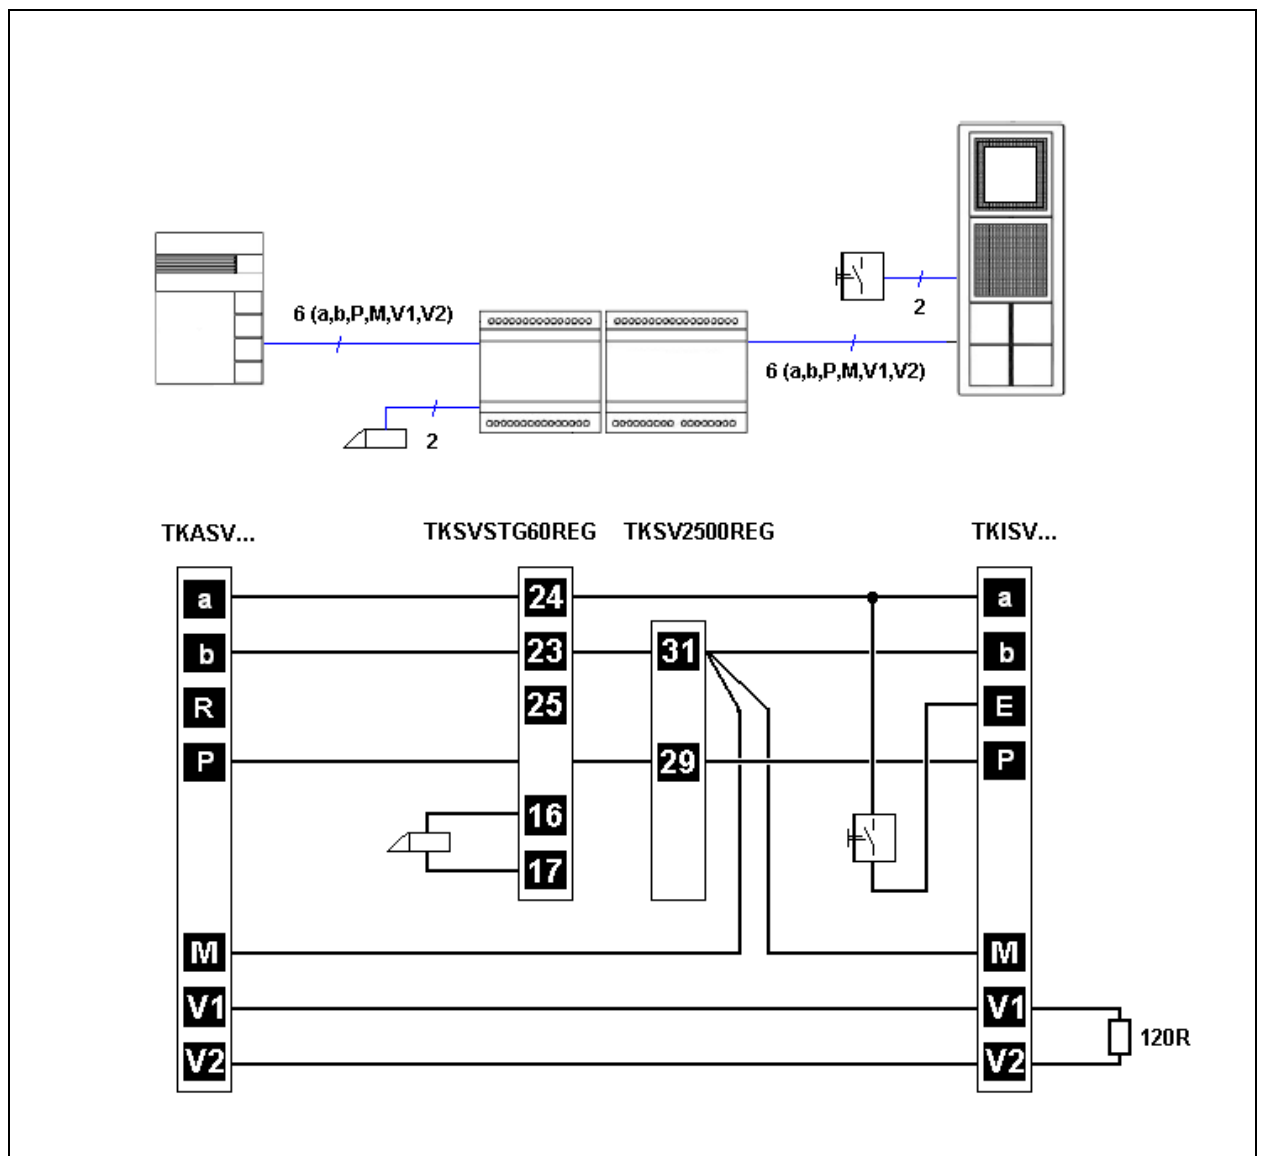 6 (a,b,P,M,V1,V2)
2
6 (a,b,P,M,V1,V2)
2
TKASV... TKSVSTG60REG TKSV2500REG TKISV...
a 24 a
b 23 31 b
R 25 E
P 29 P
16
17
M M
V1 V1
120R
V2 V2